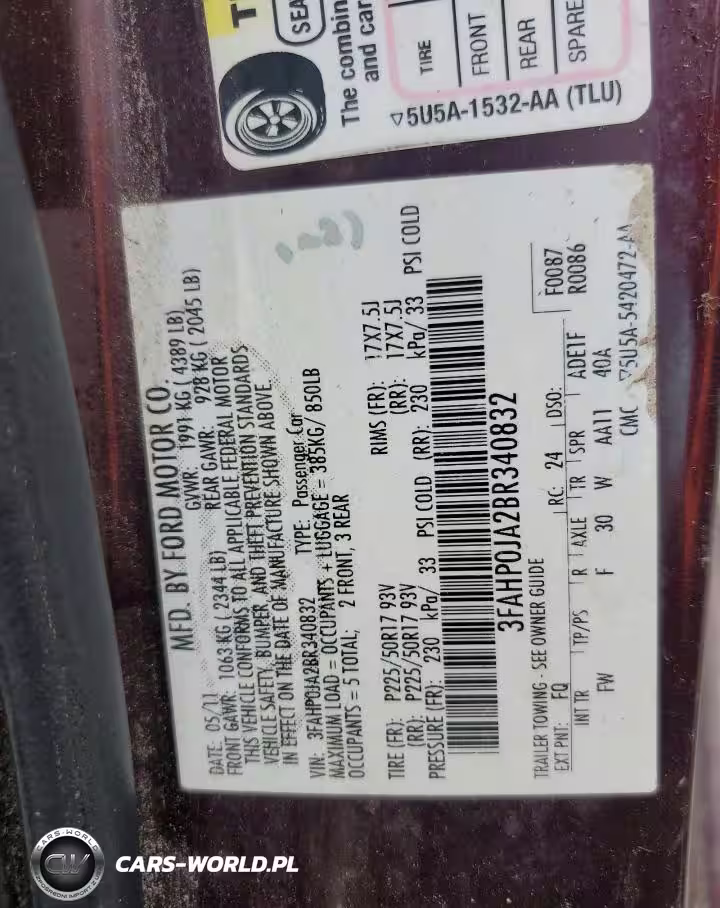 SEA
The combin
and car
TIRE
FRONT
REAR
SPARE
▽5U5A-1532-AA (TLU)
MFD. BY FORD MOTOR CO.
DATE: 05/11 GVWR: 1991 KG ( 4389 LB)
FRONT GAWR: 1063 KG ( 2344 LB) REAR GAWR: 928 KG ( 2045 LB)
THIS VEHICLE CONFORMS TO ALL APPLICABLE FEDERAL MOTOR
VEHICLE SAFETY, BUMPER, AND THEFT PREVENTION STANDARDS
IN EFFECT ON THE DATE OF MANUFACTURE SHOWN ABOVE.
VIN: 3FAHP0JA2BR340832 TYPE: Passenger Car
MAXIMUM LOAD = OCCUPANTS + LUGGAGE = 385KG/ 850LB
OCCUPANTS = 5 TOTAL; 2 FRONT, 3 REAR
TIRE (FR): P225/50R17 93V RIMS (FR): 17X7.5J
(RR): P225/50R17 93V (RR): 17X7.5J
PRESSURE (FR): 230 kPa/ 33 PSI COLD (RR): 230 kPa/ 33 PSI COLD
3FAHP0JA2BR340832
TRAILER TOWING - SEE OWNER GUIDE F0087
EXT PNT: FQ RC: 24 DSO: R0086
INT TR TP/PS R AXLE TR SPR ADE1F
FW F 30 W AA11 40A
CMC ▽5U5A-5420472-AA
CARS-WORLD
CW
CARS-WORLD.PL